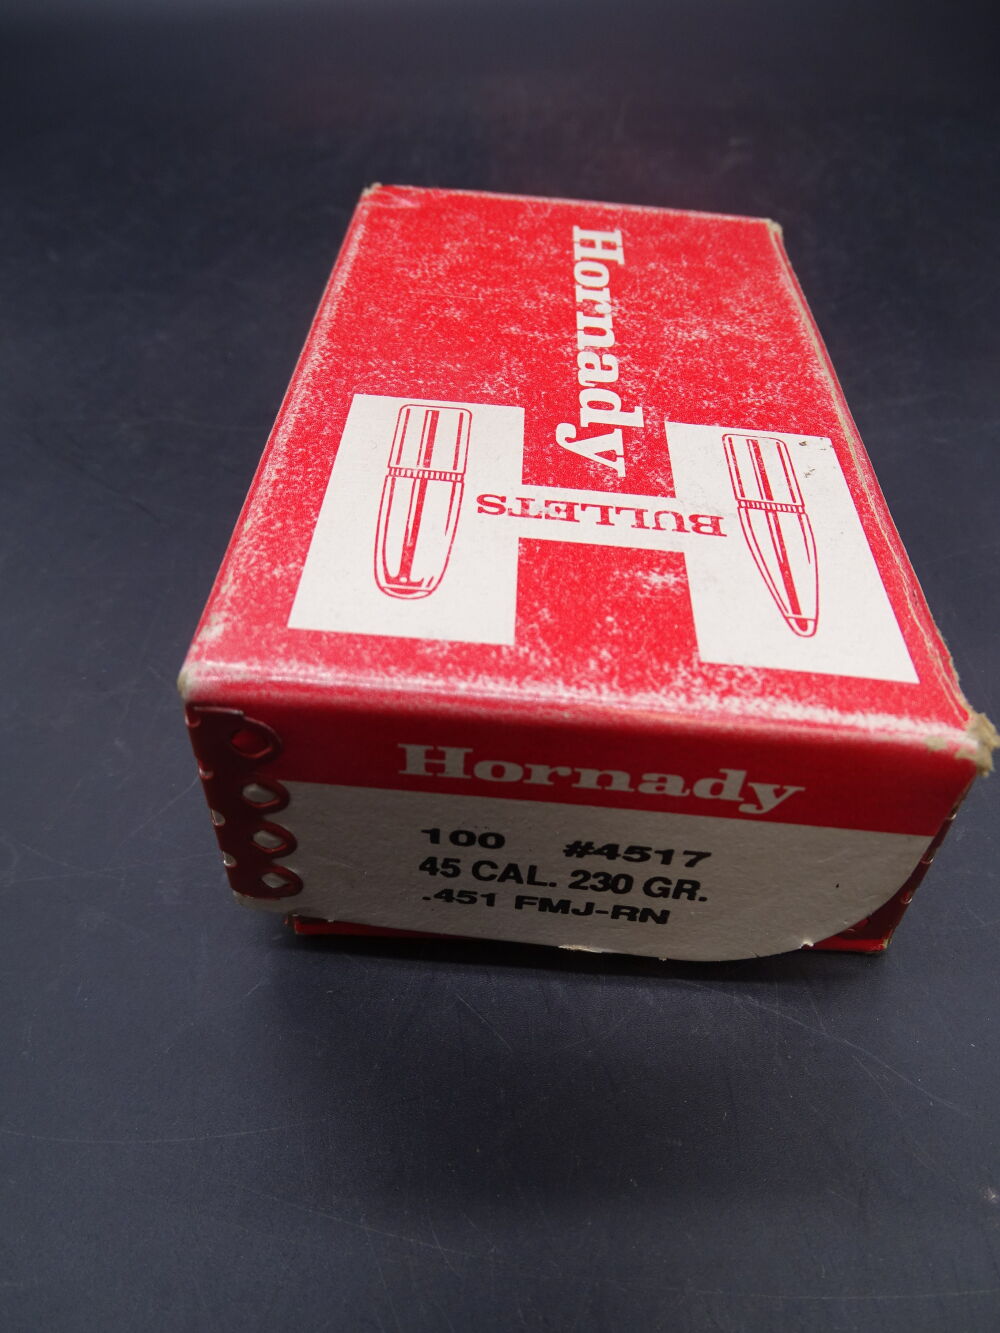 Hornady
BULLETS
Hornady
100 #4517
45 CAL. 230 GR.
.451 FMJ-RN